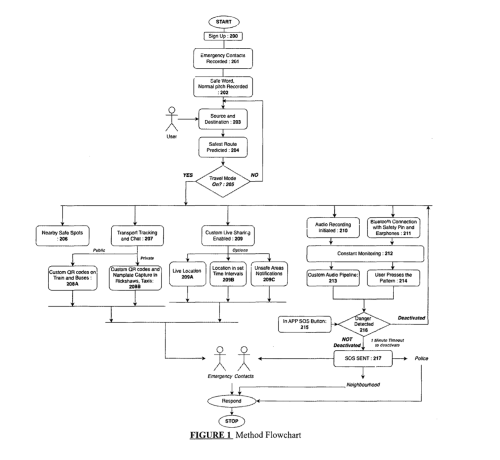 START
Sign Up : 200
Emergency Contacts
Recorded : 201
Safe Word,
Normal pitch Recorded
: 202
User
Source and
Destination : 203
Safest Route
Predicted : 204
YES
NO
Travel Mode
On? : 205
Nearby Safe Spots
: 206
Transport Tracking
and Chat : 207
Custom Live Sharing
Enabled : 209
Audio Recording
Initiated : 210
Bluetooth Connection
with Safety Pin and
Earphones : 211
Public
Private
Options
Constant Monitoring : 212
Custom QR codes on
Train and Buses :
208A
Custom QR codes and
Nameplate Capture in
Rickshaws, Taxis:
208B
Live Location :
209A
Location in set
Time Intervals :
209B
Unsafe Areas
Notifications
: 209C
Custom Audio Pipeline:
213
User Presses the
Pattern : 214
In APP SOS Button:
215
Danger
Detected
: 216
Deactivated
NOT
Deactivated
1 Minute Timeout
to deactivate
SOS SENT : 217
Police
Emergency Contacts
Neighbourhood
Respond
STOP
FIGURE 1 Method Flowchart